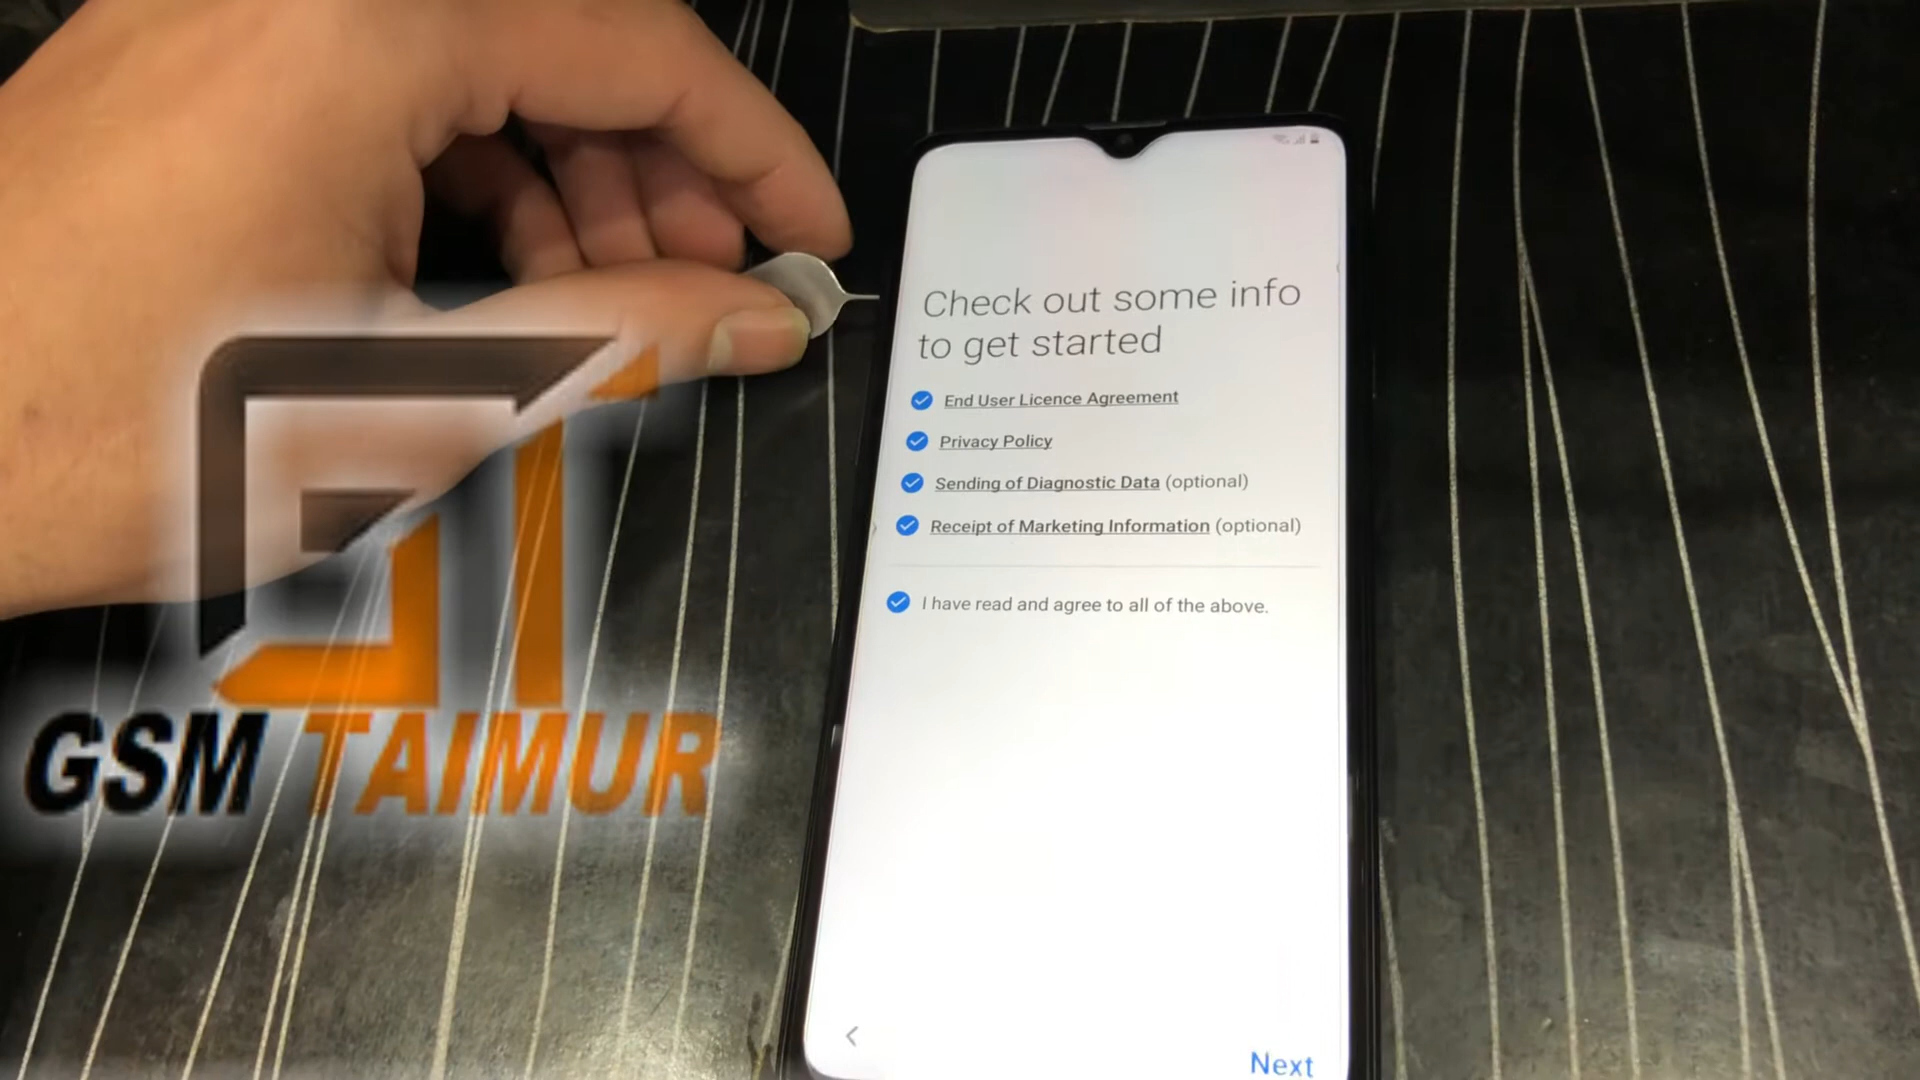 Check out some info
to get started
End User Licence Agreement
Privacy Policy
Sending of Diagnostic Data (optional)
Receipt of Marketing Information (optional)
I have read and agree to all of the above.
Next
GSM TAIMUR